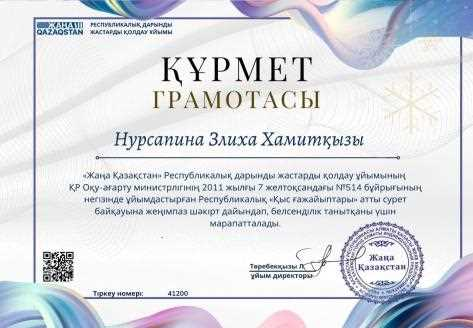 ЖАҢА
QAZAQSTAN
РЕСПУБЛИКАЛЫҚ ДАРЫНДЫ
ЖАСТАРДЫ ҚОЛДАУ ҰЙЫМЫ
ҚҰРМЕТ
ГРАМОТАСЫ
Нурсапина Злиха Хамитқызы
«Жаңа Қазақстан» Республикалық дарынды жастарды қолдау ұйымының
ҚР Оқу-ағарту министрлігінің 2011 жылғы 7 желтоқсандағы №514 бұйрығының
негізінде ұйымдастырған Республикалық «Қыс ғажайыптары» атты сурет
байқауына жеңімпаз шәкірт дайындап, белсенділік танытқаны үшін
марапатталады.
Төребекқызы Л.
ұйым директоры
Жаңа
Қазақстан
Тіркеу номері: 41200